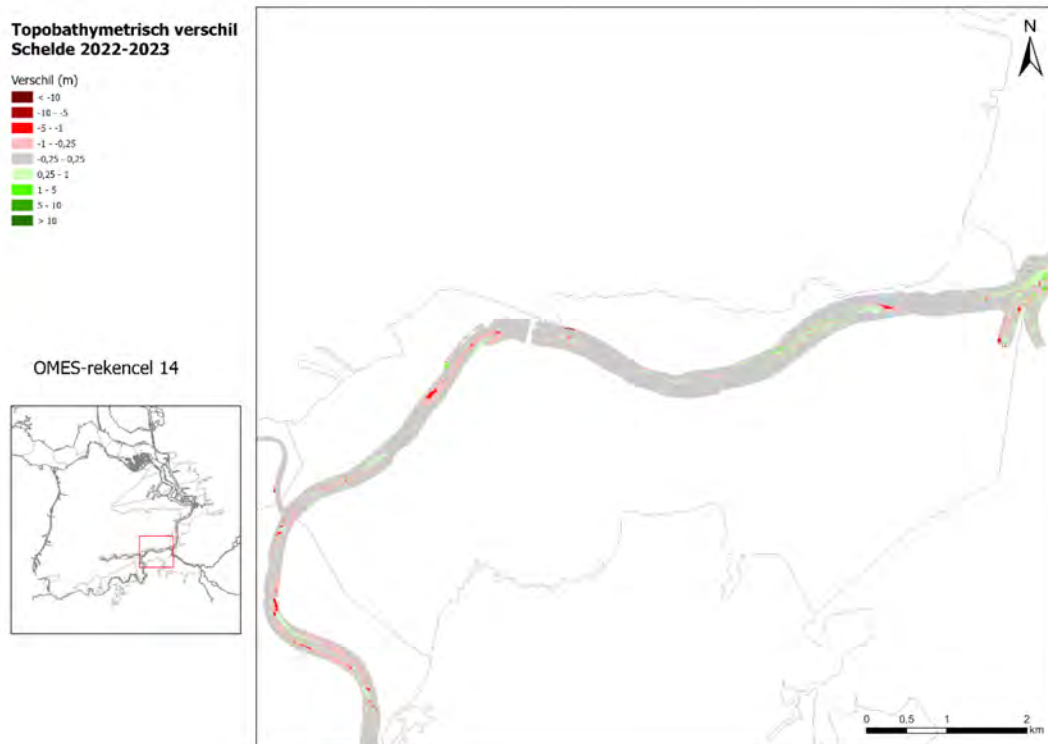 Topobathymetrisch verschil
Schelde 2022-2023
Verschil (m)
< -10
-10 - -5
-5 - -1
-1 - -0,25
-0,25 - 0,25
0,25 - 1
1 - 5
5 - 10
> 10
OMES-rekencel 14
N
0 0,5 1 2
km